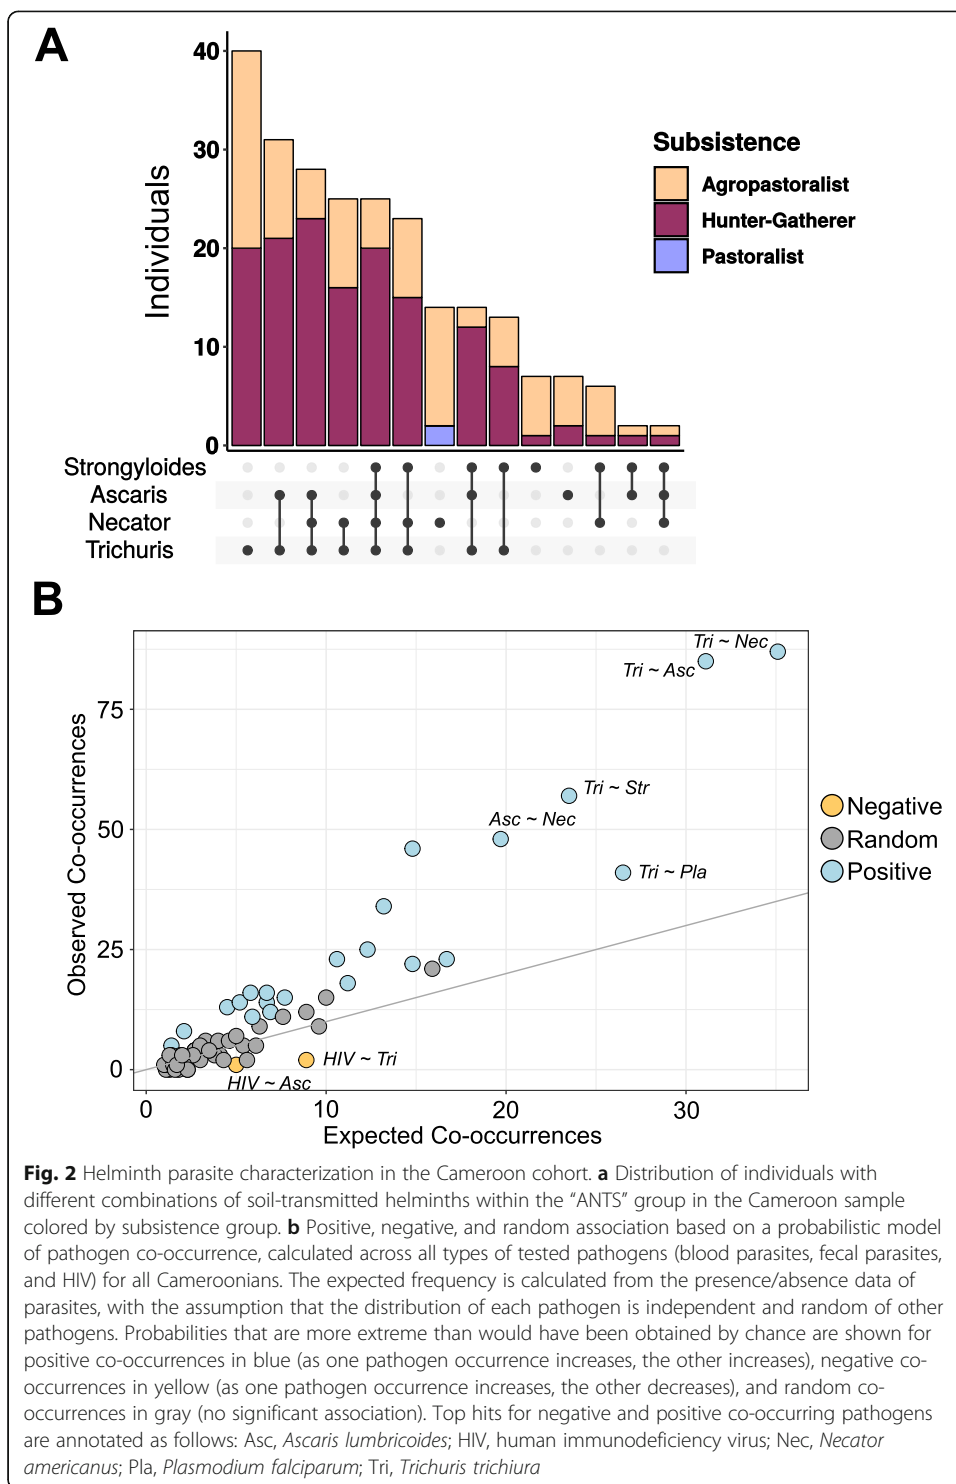 A
40
30
20
10
0
Individuals
Subsistence
Agropastoralist
Hunter-Gatherer
Pastoralist
Strongyloides
Ascaris
Necator
Trichuris
B
Tri ~ Nec
Tri ~ Asc
Tri ~ Str
Asc ~ Nec
Tri ~ Pla
HIV ~ Tri
HIV ~ Asc
75
50
25
0
Observed Co-occurrences
0 10 20 30
Expected Co-occurrences
Negative
Random
Positive
Fig. 2 Helminth parasite characterization in the Cameroon cohort. a Distribution of individuals with
different combinations of soil-transmitted helminths within the “ANTS” group in the Cameroon sample
colored by subsistence group. b Positive, negative, and random association based on a probabilistic model
of pathogen co-occurrence, calculated across all types of tested pathogens (blood parasites, fecal parasites,
and HIV) for all Cameroonians. The expected frequency is calculated from the presence/absence data of
parasites, with the assumption that the distribution of each pathogen is independent and random of other
pathogens. Probabilities that are more extreme than would have been obtained by chance are shown for
positive co-occurrences in blue (as one pathogen occurrence increases, the other increases), negative co-
occurrences in yellow (as one pathogen occurrence increases, the other decreases), and random co-
occurrences in gray (no significant association). Top hits for negative and positive co-occurring pathogens
are annotated as follows: Asc, Ascaris lumbricoides; HIV, human immunodeficiency virus; Nec, Necator
americanus; Pla, Plasmodium falciparum; Tri, Trichuris trichiura